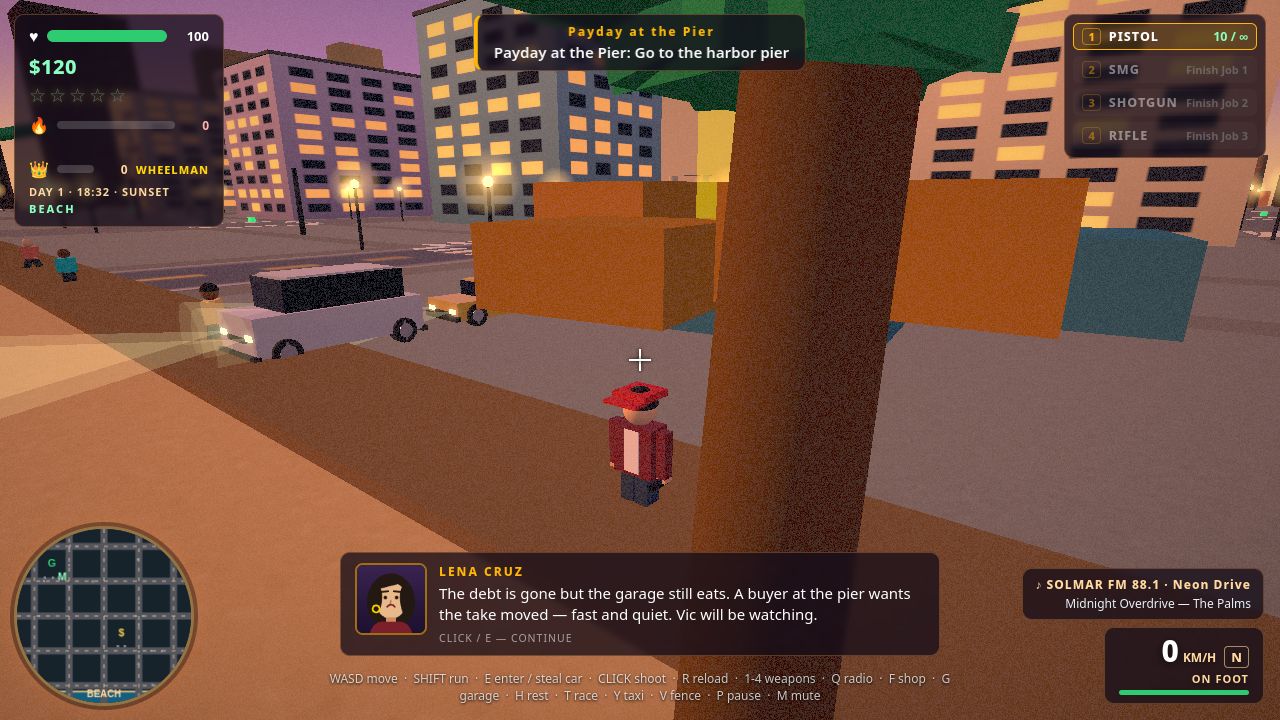 100
$120
0
0 WHEELMAN
DAY 1 · 18:32 · SUNSET
BEACH
Payday at the Pier
Payday at the Pier: Go to the harbor pier
1 PISTOL 10 / ∞
2 SMG Finish Job 1
3 SHOTGUN Finish Job 2
4 RIFLE Finish Job 3
G
M
$
BEACH
LENA CRUZ
The debt is gone but the garage still eats. A buyer at the pier wants
the take moved — fast and quiet. Vic will be watching.
CLICK / E — CONTINUE
WASD move · SHIFT run · E enter / steal car · CLICK shoot · R reload · 1-4 weapons · Q radio · F shop · G
garage · H rest · T race · Y taxi · V fence · P pause · M mute
♪ SOLMAR FM 88.1 · Neon Drive
Midnight Overdrive — The Palms
0 KM/H N
ON FOOT